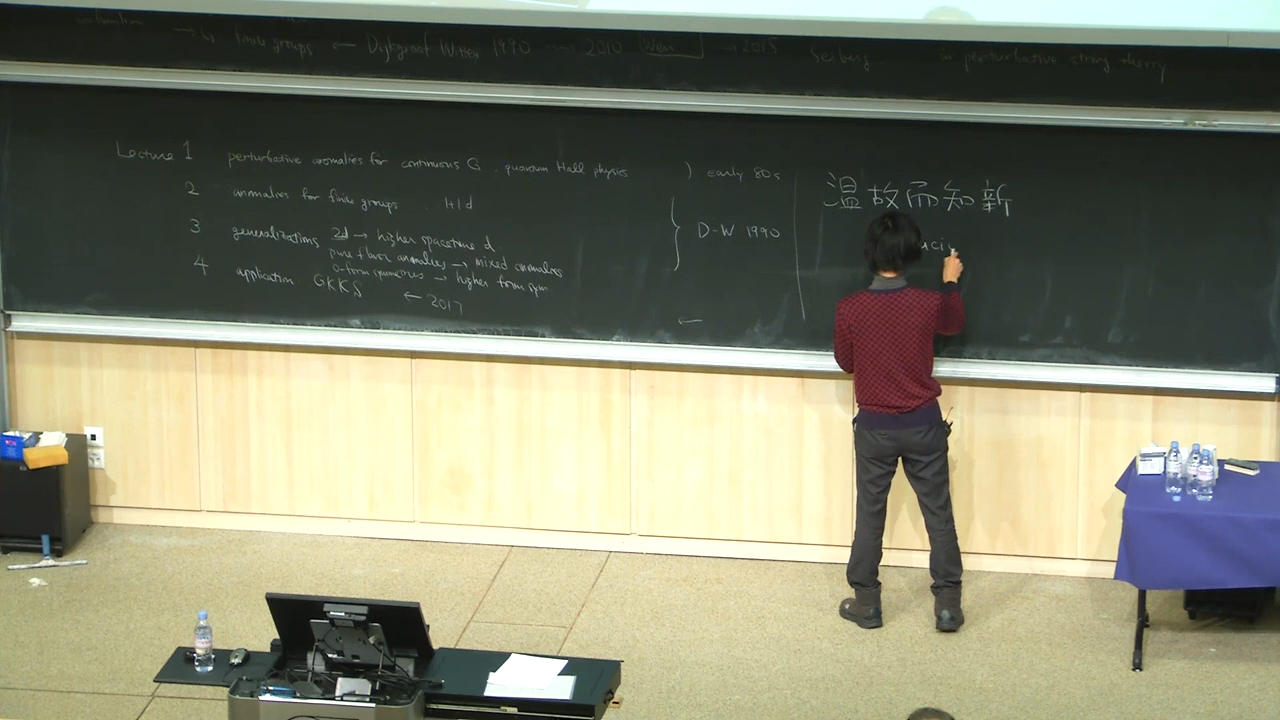 finite groups ← Dijkgraaf Witten 1990 2010 Wen → 2015 Seiberg in perturbative string theory
Lecture 1 perturbative anomalies for continuous G . quantum Hall physics ) early 80s
2 anomalies for finite groups . 1+1d
3 generalizations 2d → higher spacetime d
pure flavor anomalies → mixed anomalies
0-form symmetries → higher form sym
4 application GKKS ← 2017
D-W 1990
←
温故而知新
uci